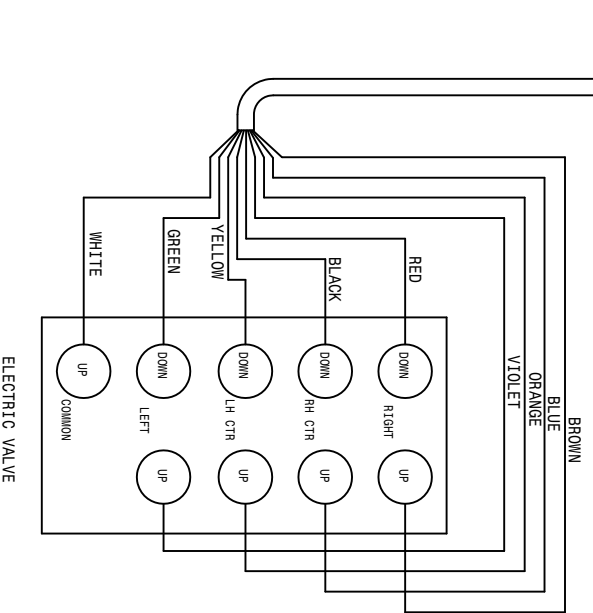 WHITE
GREEN
YELLOW
BLACK
RED
VIOLET
ORANGE
BLUE
BROWN
UP
DOWN
DOWN
DOWN
DOWN
COMMON
LEFT
LH CTR
RH CTR
RIGHT
UP
UP
UP
UP
ELECTRIC VALVE